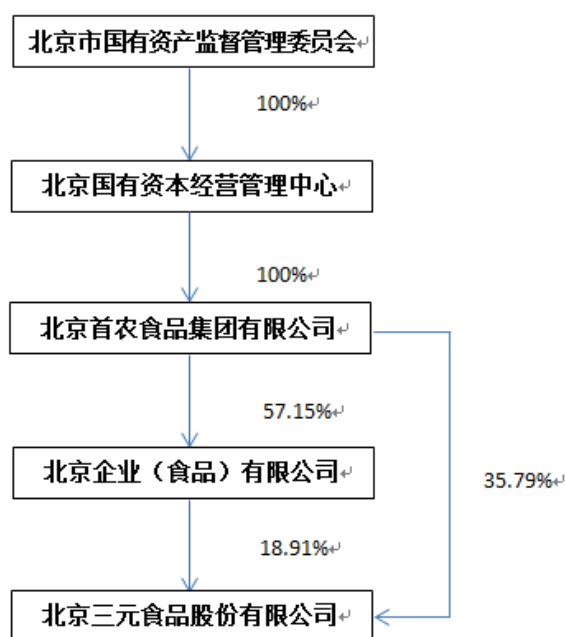 北京市国有资产监督管理委员会
100%
北京国有资本经营管理中心
100%
北京首农食品集团有限公司
57.15%
北京企业（食品）有限公司
35.79%
18.91%
北京三元食品股份有限公司